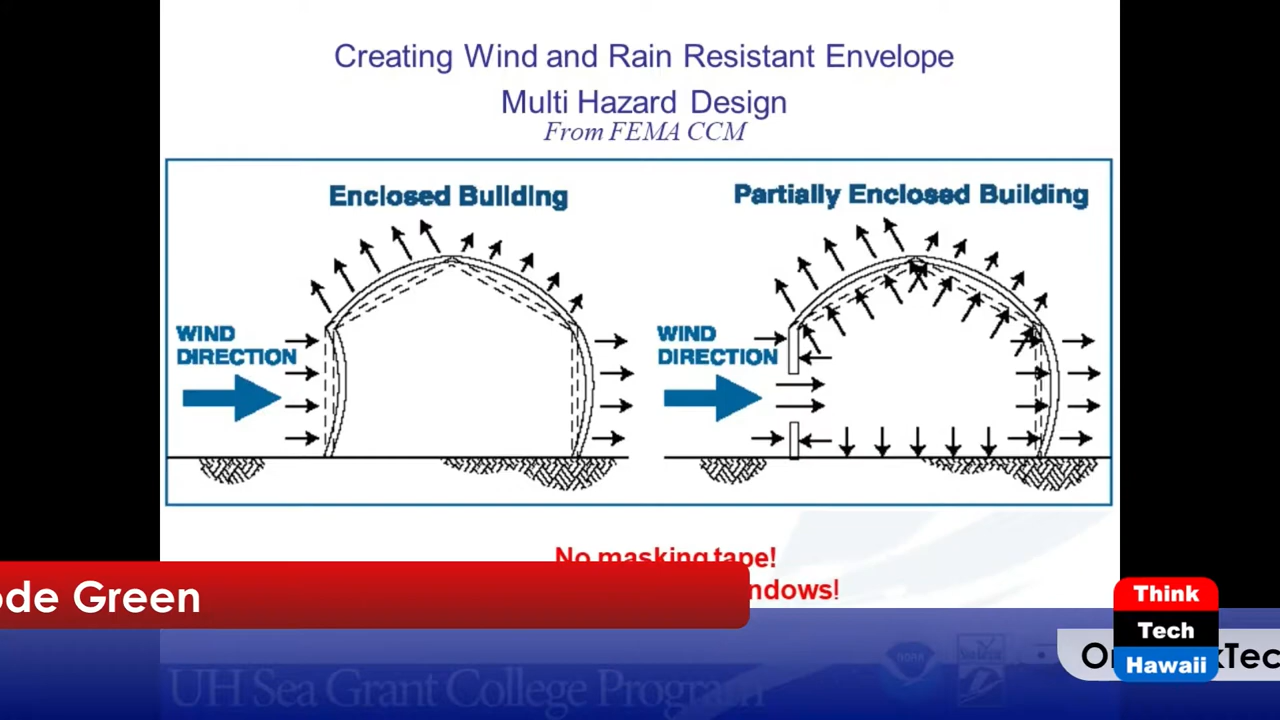 Creating Wind and Rain Resistant Envelope
Multi Hazard Design
From FEMA CCM
Enclosed Building
Partially Enclosed Building
WIND
DIRECTION
WIND
DIRECTION
No masking tape!
ndows!
ode Green
Think
Tech
Hawaii
UH Sea Grant College Program